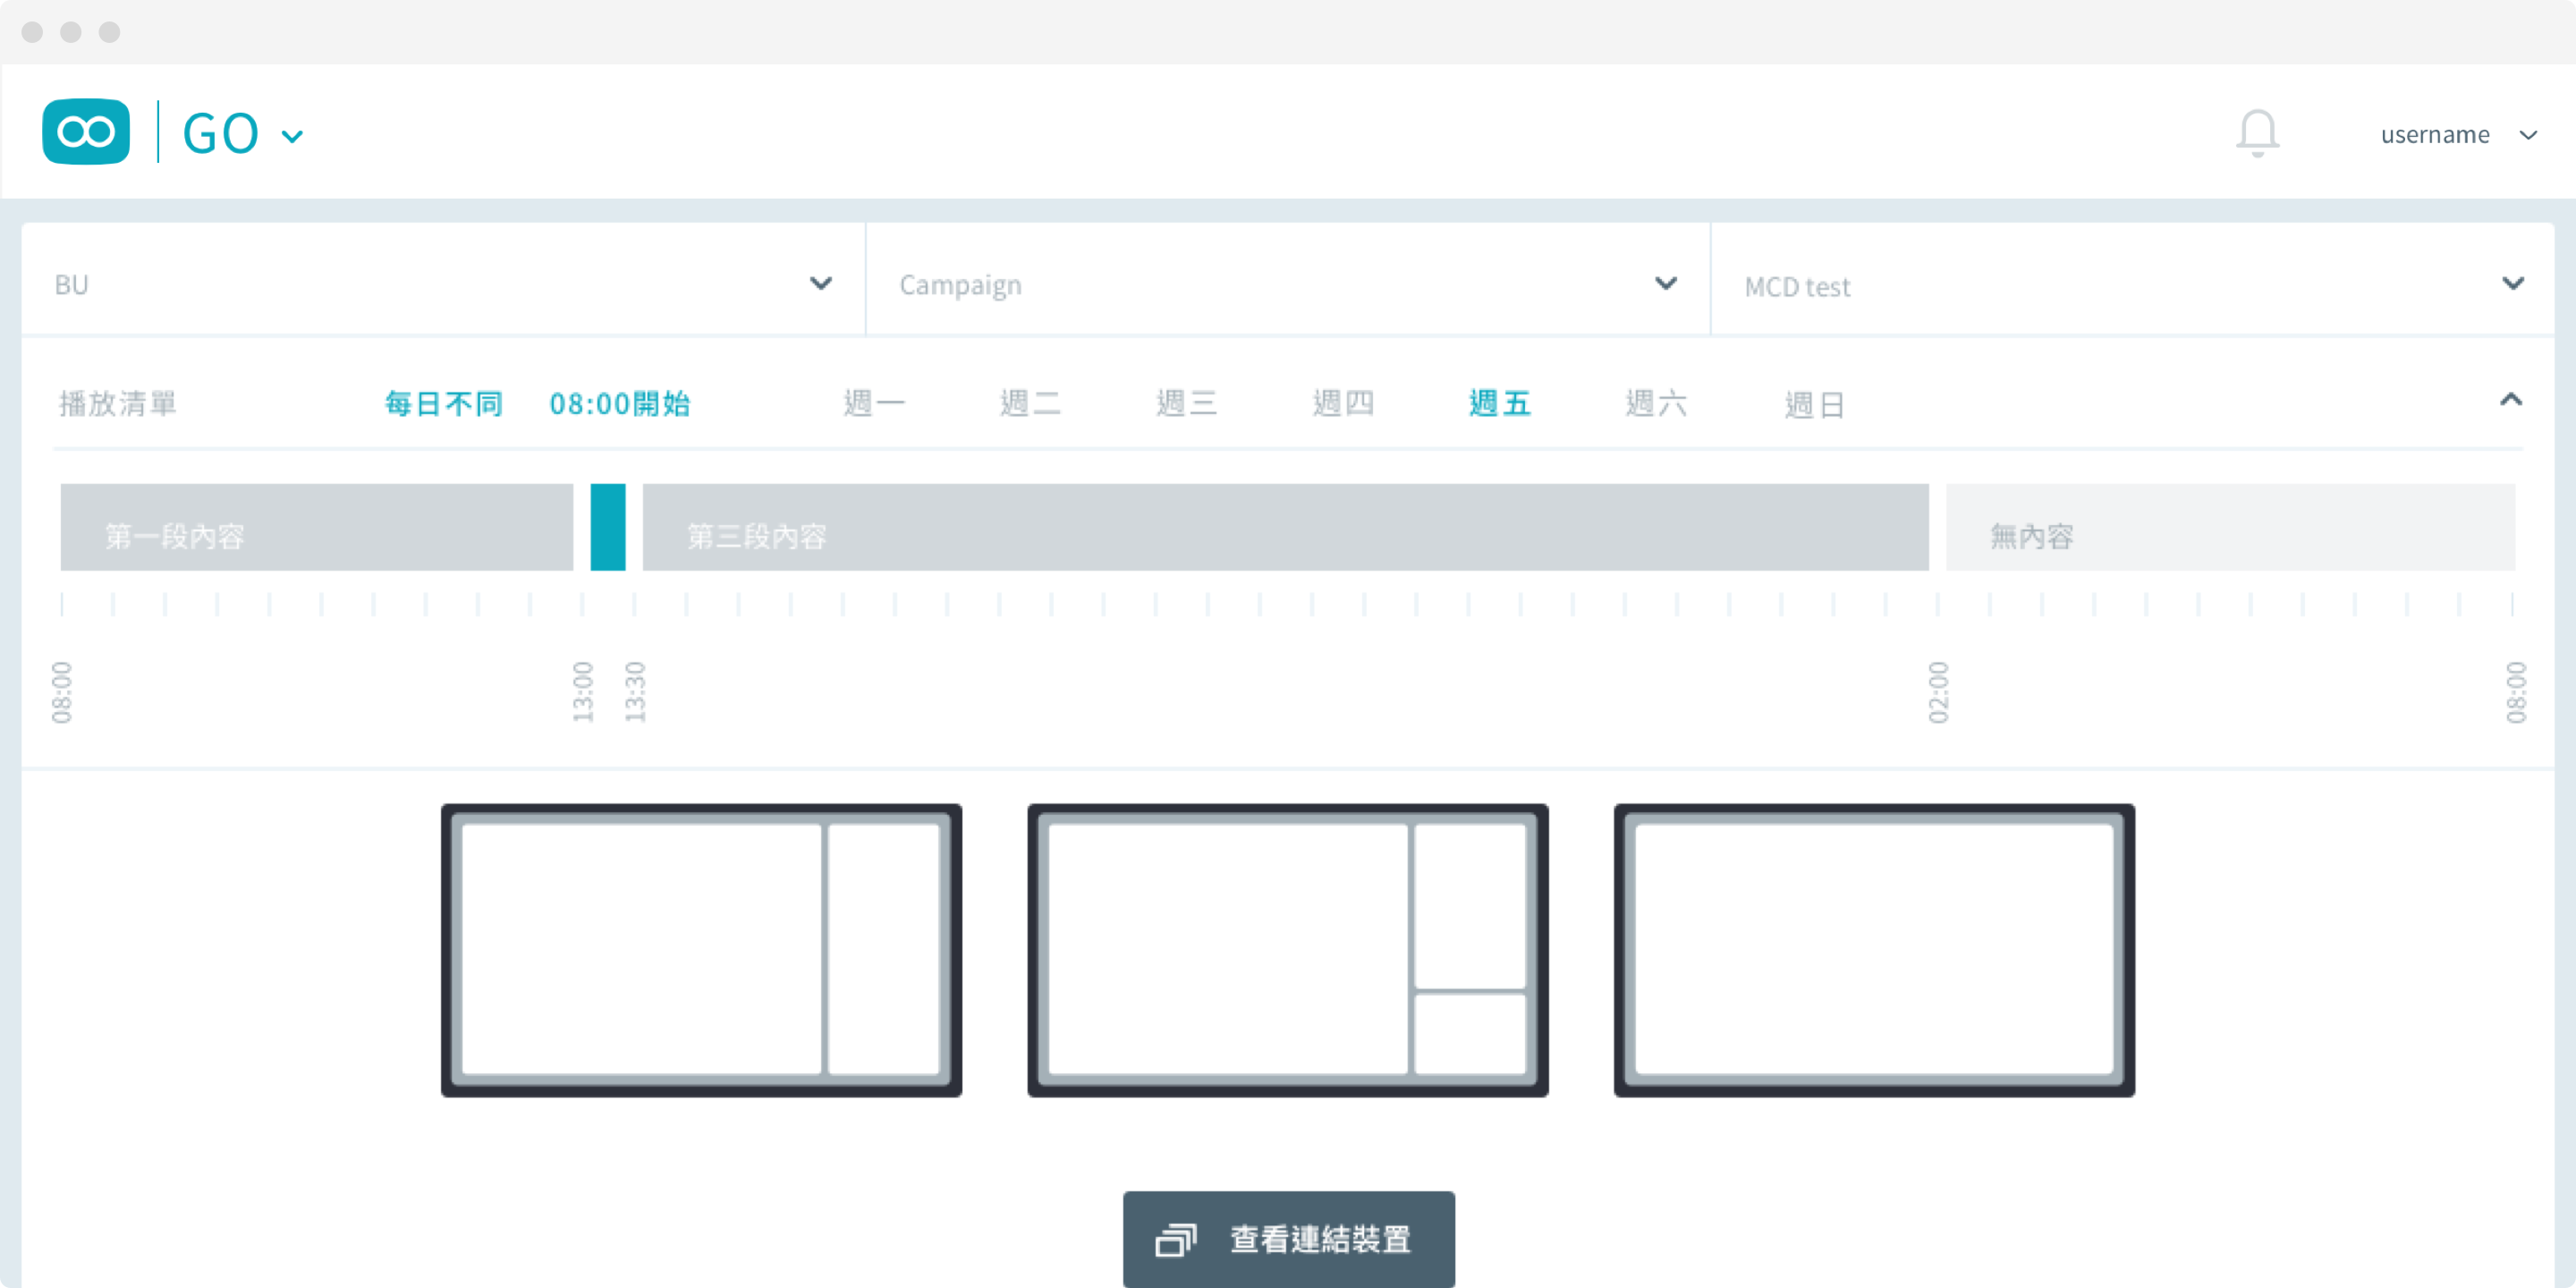 GO
username
BU
Campaign
MCD test
播放清單
每日不同
08:00開始
週一
週二
週三
週四
週五
週六
週日
第一段內容
第三段內容
無內容
08:00
13:00
13:30
02:00
08:00
查看連結裝置